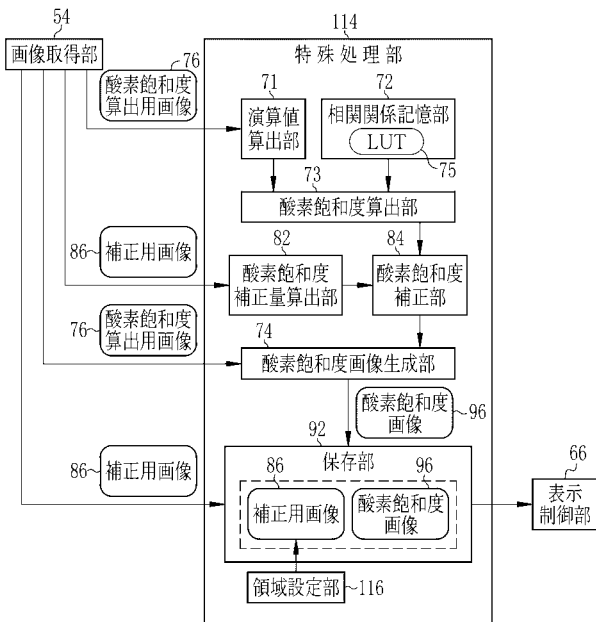 54
114
画像取得部
特殊処理部
76
酸素飽和度
算出用画像
71
72
演算値
算出部
相関関係記憶部
LUT
75
73
酸素飽和度算出部
86
補正用画像
82
84
酸素飽和度
補正量算出部
酸素飽和度
補正部
76
酸素飽和度
算出用画像
74
酸素飽和度画像生成部
酸素飽和度
画像
96
92
86
補正用画像
保存部
86
96
補正用画像
酸素飽和度
画像
66
表示
制御部
領域設定部
116